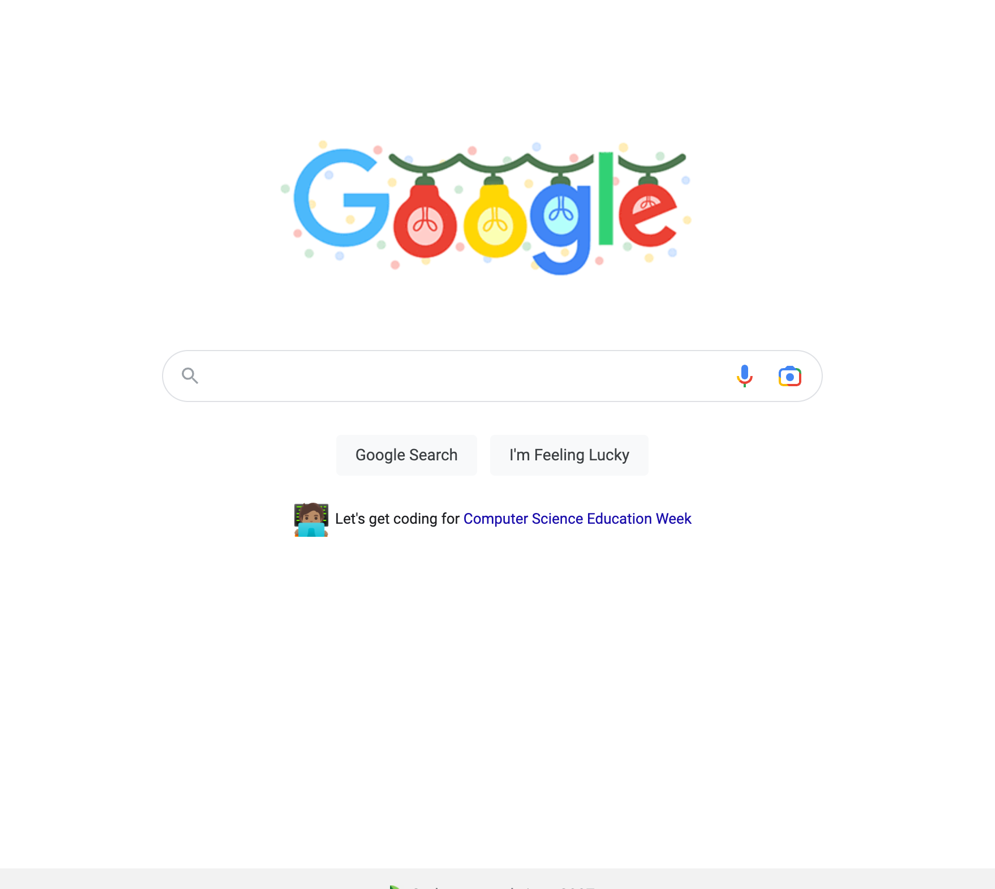 Google
Google Search
I'm Feeling Lucky
Let's get coding for Computer Science Education Week